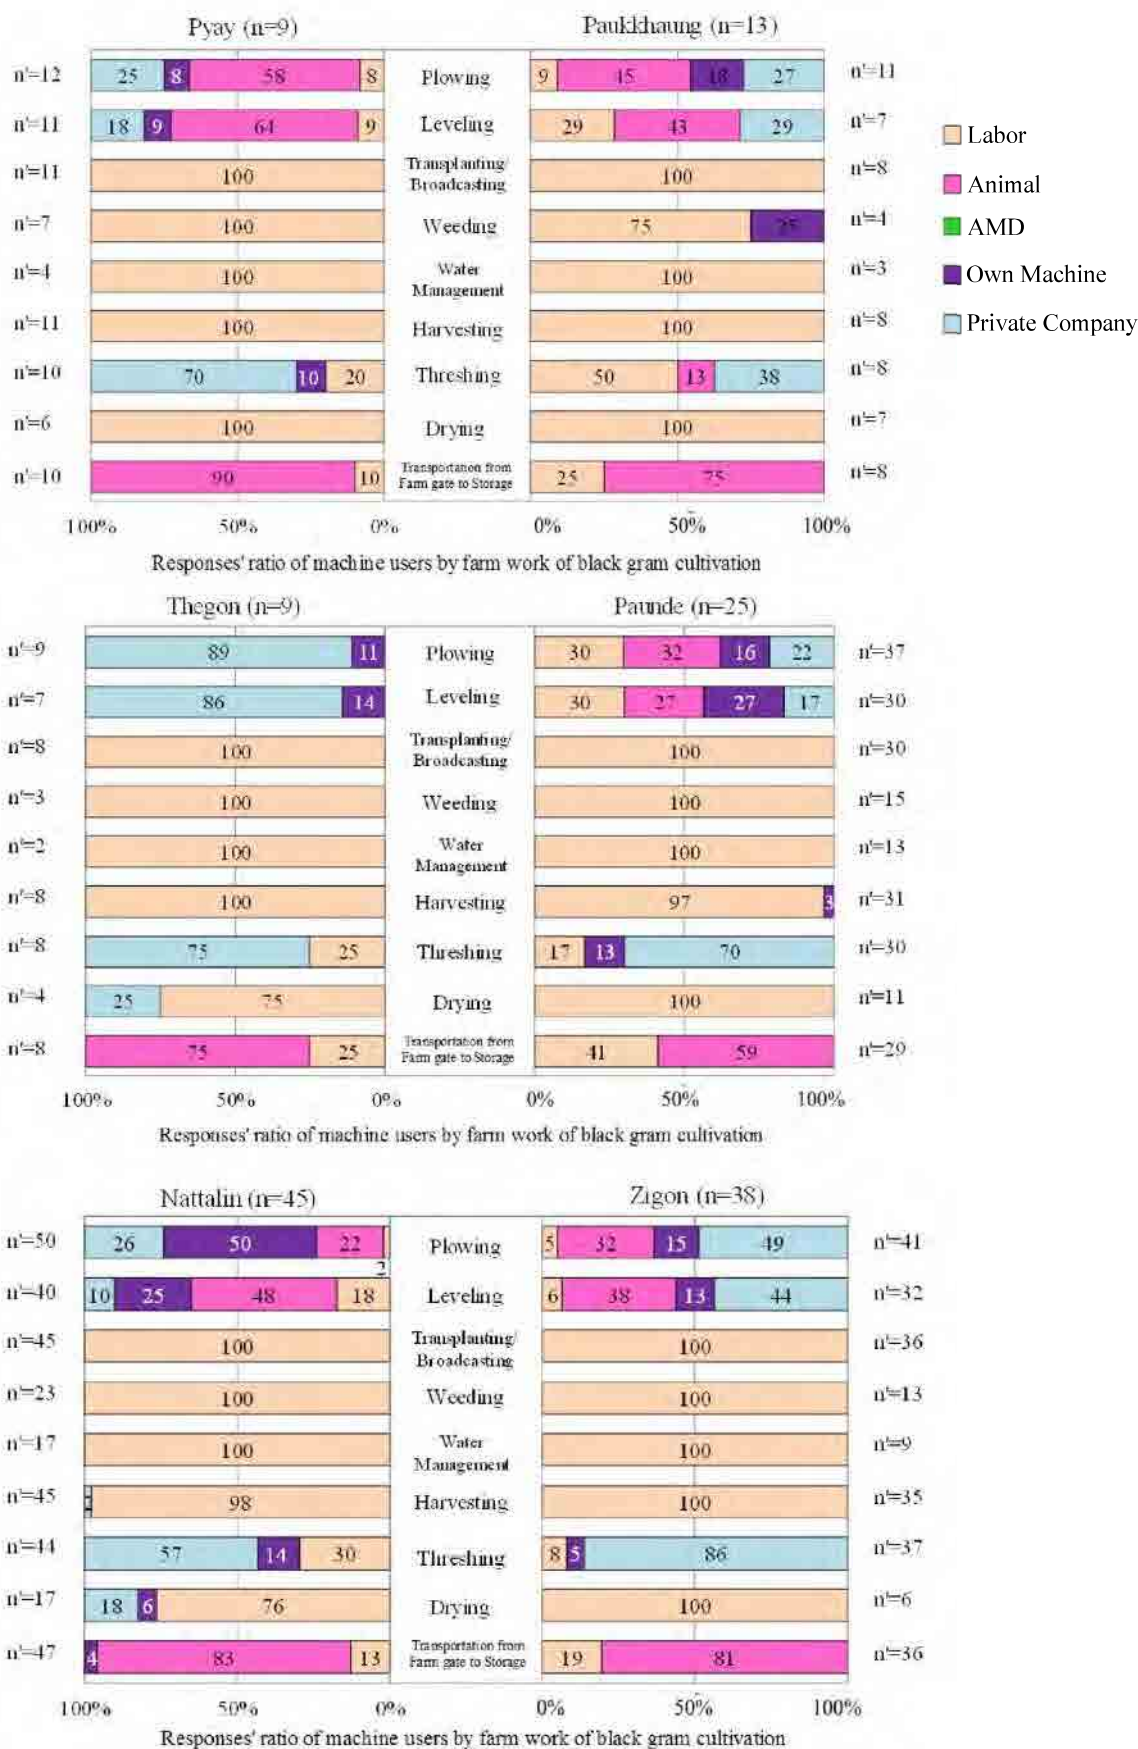 Pyay (n=9) Paukkhaung (n=13)
n'=12 25 8 58 8 Plowing 9 45 18 27 n'=11
n'=11 18 9 64 9 Leveling 29 43 29 n'=7
n'=11 100 Transplanting/
Broadcasting 100 n'=8
n'=7 100 Weeding 75 25 n'=4
n'=4 100 Water
Management 100 n'=3
n'=11 100 Harvesting 100 n'=8
n'=10 70 10 20 Threshing 50 13 38 n'=8
n'=6 100 Drying 100 n'=7
n'=10 90 10 Transportation from
Farm gate to Storage 25 75 n'=8
100% 50% 0% 0% 50% 100%
Responses' ratio of machine users by farm work of black gram cultivation
Labor
Animal
AMD
Own Machine
Private Company
Thegon (n=9) Paunde (n=25)
n'=9 89 11 Plowing 30 32 16 22 n'=37
n'=7 86 14 Leveling 30 27 27 17 n'=30
n'=8 100 Transplanting/
Broadcasting 100 n'=30
n'=3 100 Weeding 100 n'=15
n'=2 100 Water
Management 100 n'=13
n'=8 100 Harvesting 97 3 n'=31
n'=8 75 25 Threshing 17 13 70 n'=30
n'=4 25 75 Drying 100 n'=11
n'=8 75 25 Transportation from
Farm gate to Storage 41 59 n'=29
100% 50% 0% 0% 50% 100%
Responses' ratio of machine users by farm work of black gram cultivation
Nattalin (n=45) Zigon (n=38)
n'=50 26 50 22 2 Plowing 5 32 15 49 n'=41
n'=40 10 25 48 18 Leveling 6 38 13 44 n'=32
n'=45 100 Transplanting/
Broadcasting 100 n'=36
n'=23 100 Weeding 100 n'=13
n'=17 100 Water
Management 100 n'=9
n'=45 98 Harvesting 100 n'=35
n'=44 57 14 30 Threshing 8 5 86 n'=37
n'=17 18 6 76 Drying 100 n'=6
n'=47 4 83 13 Transportation from
Farm gate to Storage 19 81 n'=36
100% 50% 0% 0% 50% 100%
Responses' ratio of machine users by farm work of black gram cultivation